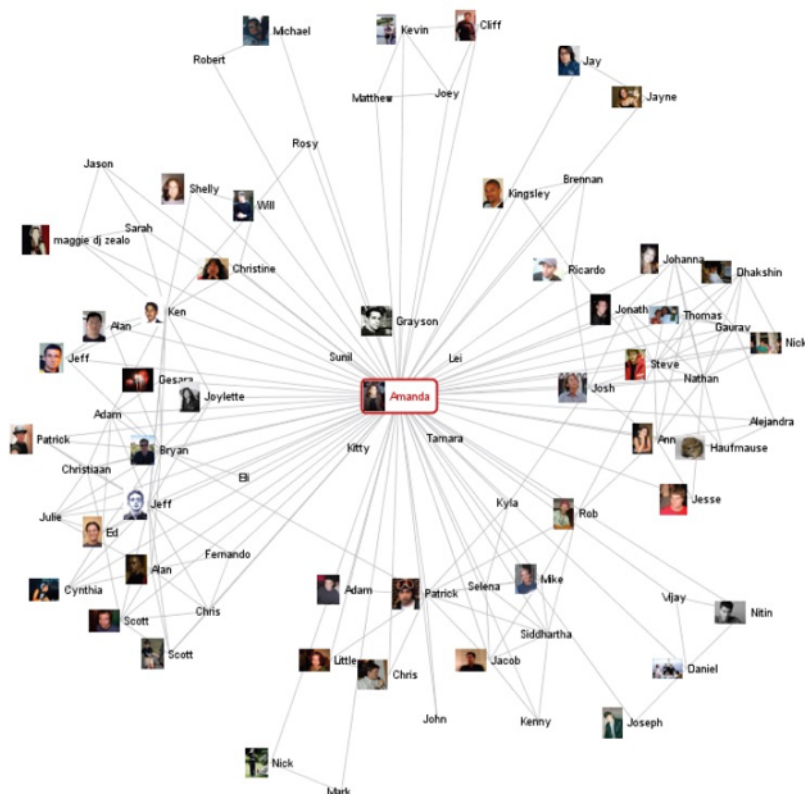 Michael
Kevin
Cliff
Robert
Jay
Matthew
Joey
Jayne
Rosy
Jason
Shelly
Will
Kingsley
Brennan
Sarah
maggie dj zealo
Christine
Ricardo
Johanna
Dhakshin
Ken
Alan
Grayson
Jonath
Thomas
Gaurav
Nick
Jeff
Sunil
Lei
Steve
Gesara
Joylette
Amanda
Josh
Nathan
Adam
Patrick
Bryan
Kitty
Tamara
Ann
Alejandra
Haufmause
Christiaan
Eli
Jeff
Kyla
Jesse
Julie
Ed
Rob
Fernando
Alan
Cynthia
Adam
Patrick
Selena
Mike
Vijay
Nitin
Scott
Chris
Siddhartha
Scott
Little
Chris
Jacob
Daniel
John
Kenny
Joseph
Nick
Mark